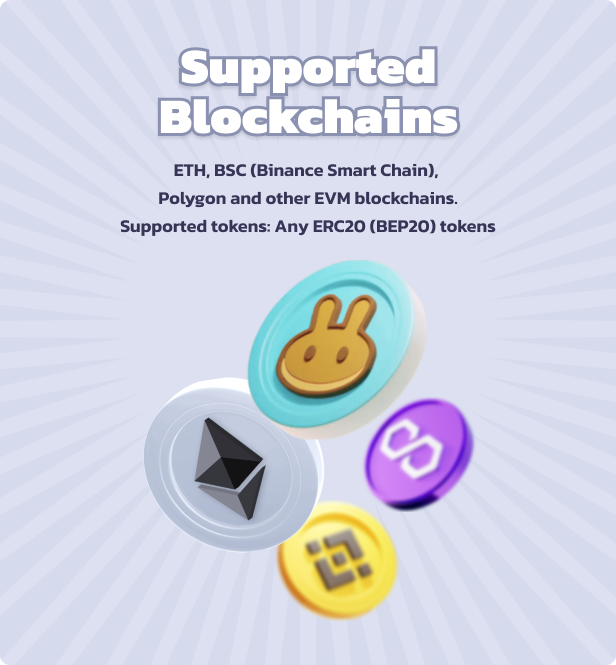 Supported
Blockchains
ETH, BSC (Binance Smart Chain),
Polygon and other EVM blockchains.
Supported tokens: Any ERC20 (BEP20) tokens